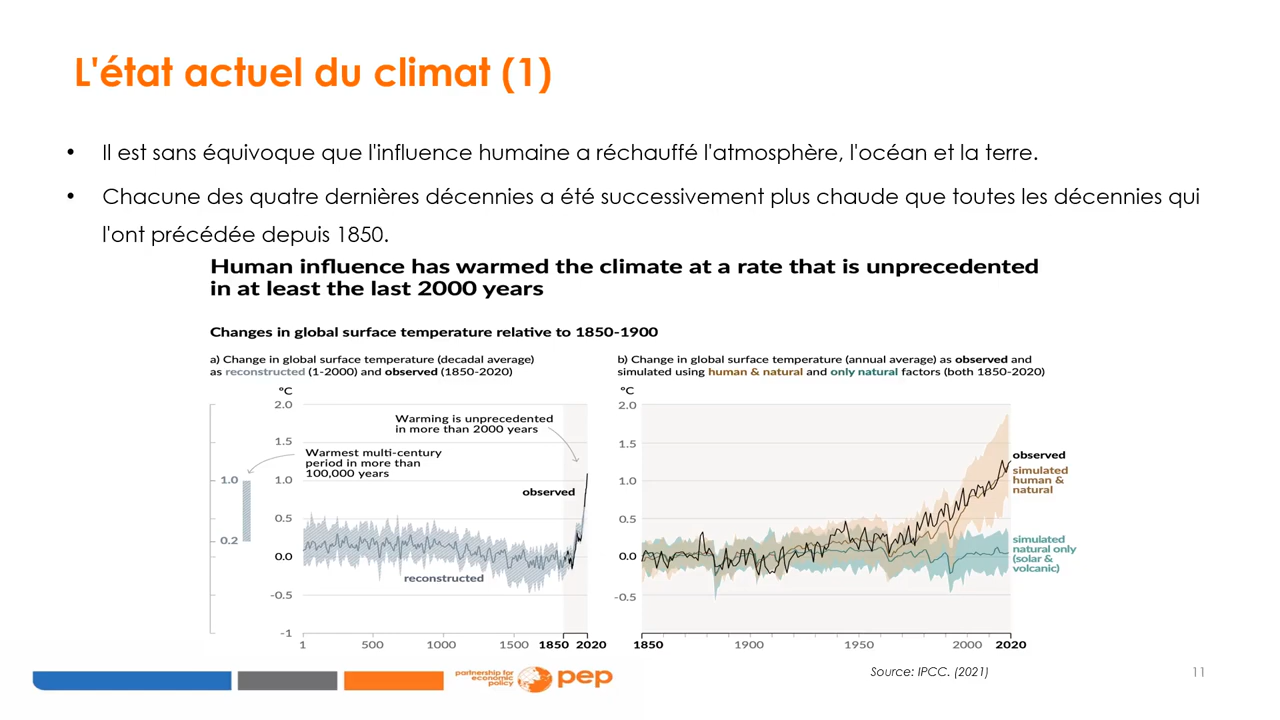 L'état actuel du climat (1)
• Il est sans équivoque que l'influence humaine a réchauffé l'atmosphère, l'océan et la terre.
• Chacune des quatre dernières décennies a été successivement plus chaude que toutes les décennies qui
l'ont précédée depuis 1850.
Human influence has warmed the climate at a rate that is unprecedented
in at least the last 2000 years
Changes in global surface temperature relative to 1850-1900
a) Change in global surface temperature (decadal average)
as reconstructed (1-2000) and observed (1850-2020)
°C
2.0
1.5
1.0
0.5
0.0
-0.5
-1
1.0
0.2
Warming is unprecedented
in more than 2000 years
Warmest multi-century
period in more than
100,000 years
observed
reconstructed
1 500 1000 1500 1850 2020
b) Change in global surface temperature (annual average) as observed and
simulated using human & natural and only natural factors (both 1850-2020)
°C
2.0
1.5
1.0
0.5
0.0
-0.5
observed
simulated
human &
natural
simulated
natural only
(solar &
volcanic)
1850 1900 1950 2000 2020
partnership for
economic
policy
pep
Source: IPCC. (2021)
11